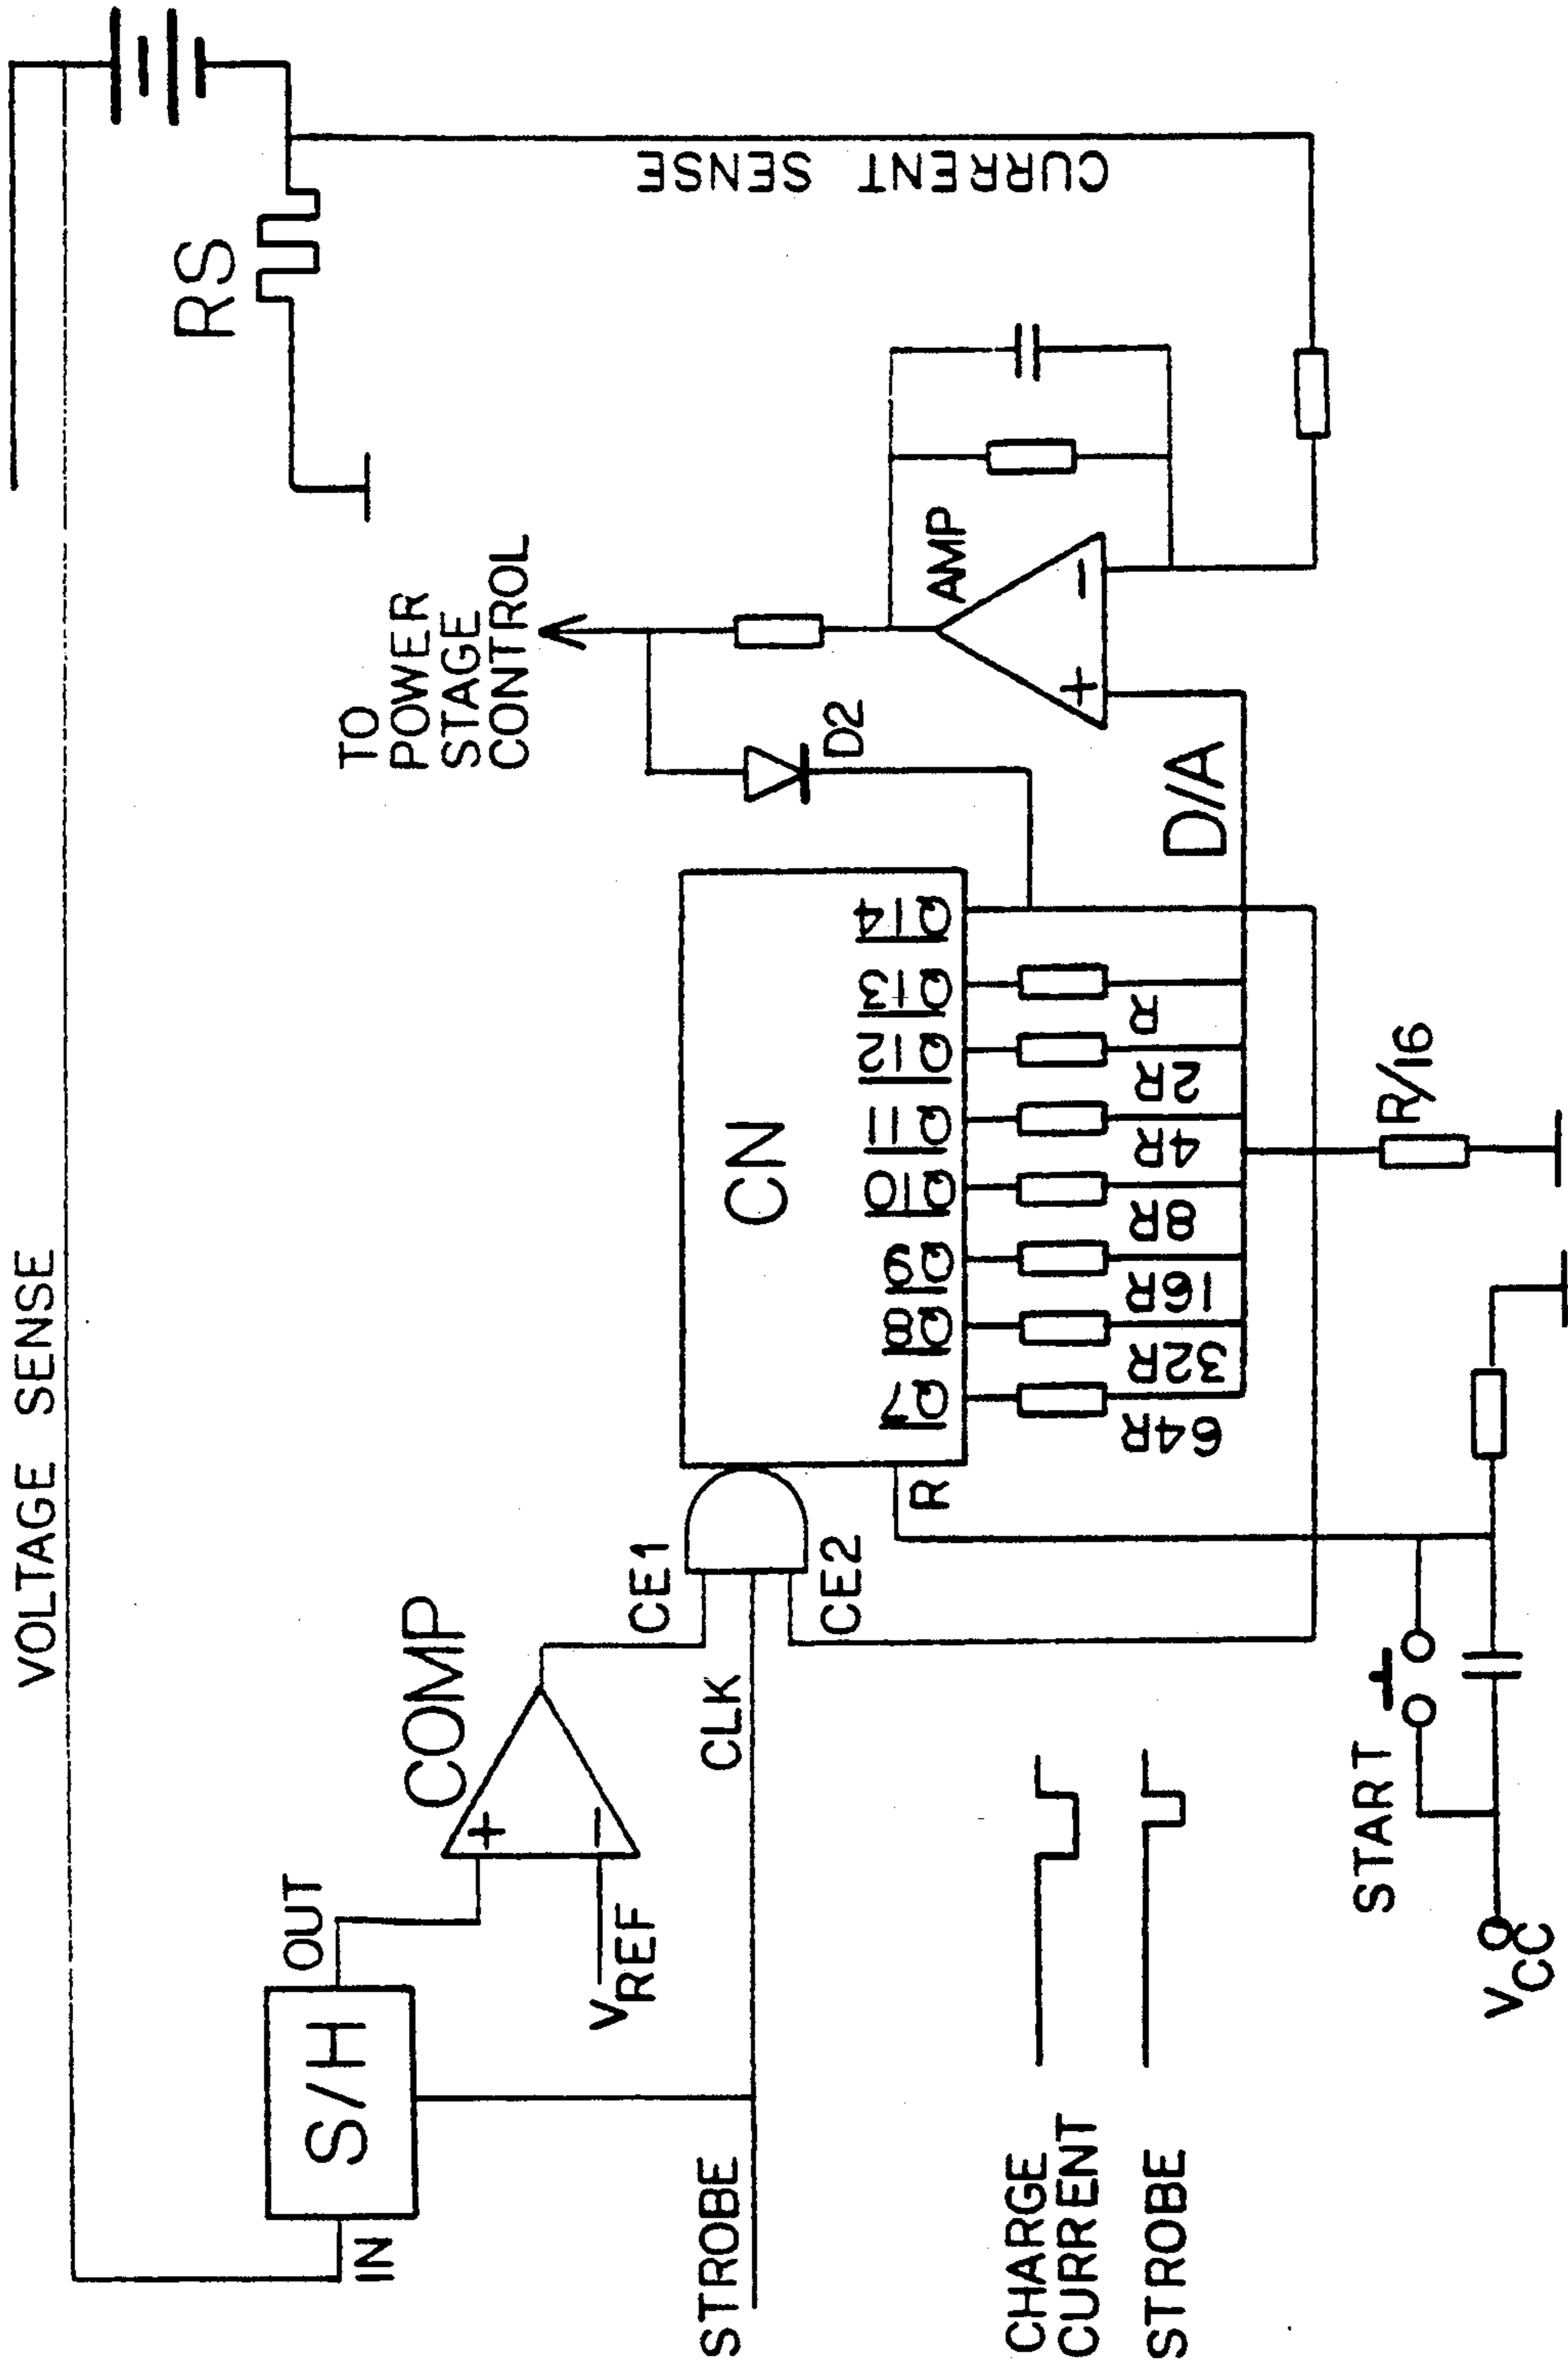 VOLTAGE SENSE
IN
S/H
OUT
COMP
+
−
VREF
STROBE
CLK
CE1
CE2
R
CN
Q7
Q8
Q9
Q10
Q11
Q12
Q13
Q14
64R
32R
16R
8R
4R
2R
R
R/16
D/A
D2
TO
POWER
STAGE
CONTROL
AMP
+
−
RS
CURRENT SENSE
CHARGE
CURRENT
STROBE
START
VCC